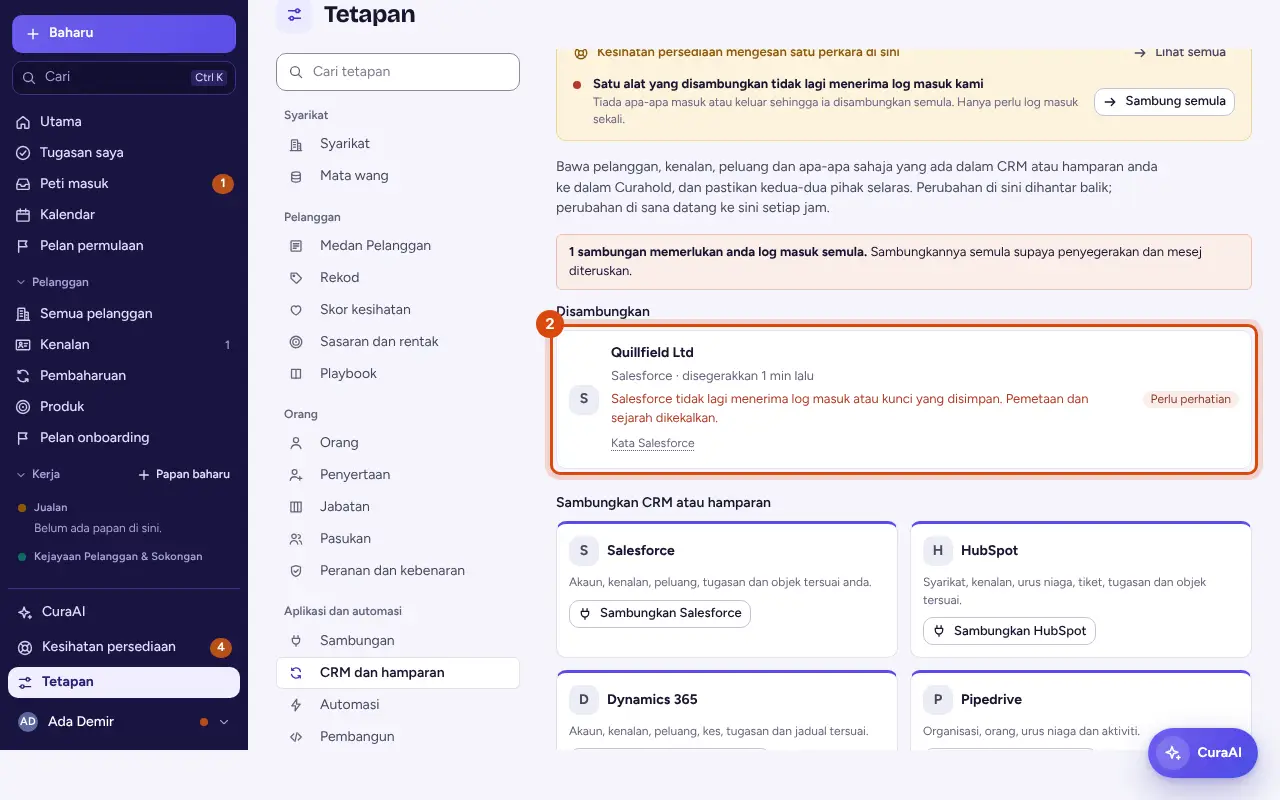 Baharu
Cari
Ctrl K
Utama
Tugasan saya
Peti masuk
1
Kalendar
Pelan permulaan
Pelanggan
Semua pelanggan
Kenalan
1
Pembaharuan
Produk
Pelan onboarding
Kerja
Papan baharu
Jualan
Belum ada papan di sini.
Kejayaan Pelanggan & Sokongan
CuraAI
Kesihatan persediaan
4
Tetapan
AD
Ada Demir
Tetapan
Cari tetapan
Syarikat
Syarikat
Mata wang
Pelanggan
Medan Pelanggan
Rekod
Skor kesihatan
Sasaran dan rentak
Playbook
Orang
Orang
Penyertaan
Jabatan
Pasukan
Peranan dan kebenaran
Aplikasi dan automasi
Sambungan
CRM dan hamparan
Automasi
Pembangun
Kesihatan persediaan mengesan satu perkara di sini
Lihat semua
Satu alat yang disambungkan tidak lagi menerima log masuk kami
Tiada apa-apa masuk atau keluar sehingga ia disambungkan semula. Hanya perlu log masuk
sekali.
Sambung semula
Bawa pelanggan, kenalan, peluang dan apa-apa sahaja yang ada dalam CRM atau hamparan anda
ke dalam Curahold, dan pastikan kedua-dua pihak selaras. Perubahan di sini dihantar balik;
perubahan di sana datang ke sini setiap jam.
1 sambungan memerlukan anda log masuk semula. Sambungkannya semula supaya penyegerakan dan mesej
diteruskan.
Disambungkan
2
Quillfield Ltd
Salesforce · disegerakkan 1 min lalu
S
Salesforce tidak lagi menerima log masuk atau kunci yang disimpan. Pemetaan dan
sejarah dikekalkan.
Perlu perhatian
Kata Salesforce
Sambungkan CRM atau hamparan
S
Salesforce
Akaun, kenalan, peluang, tugasan dan objek tersuai anda.
Sambungkan Salesforce
H
HubSpot
Syarikat, kenalan, urus niaga, tiket, tugasan dan objek
tersuai.
Sambungkan HubSpot
D
Dynamics 365
Akaun, kenalan, peluang, kes, tugasan dan jadual tersuai.
P
Pipedrive
Organisasi, orang, urus niaga dan aktiviti.
CuraAI